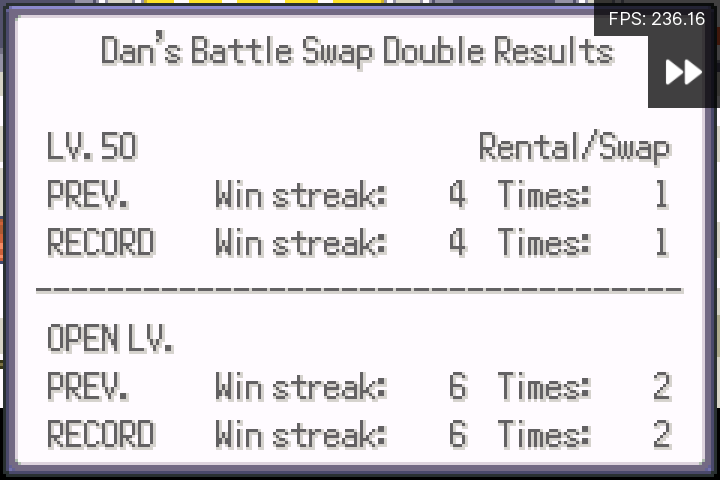 FPS: 236.16
Dan's Battle Swap Double Results
LV. 50 Rental/Swap
PREV. Win streak: 4 Times: 1
RECORD Win streak: 4 Times: 1
OPEN LV.
PREV. Win streak: 6 Times: 2
RECORD Win streak: 6 Times: 2